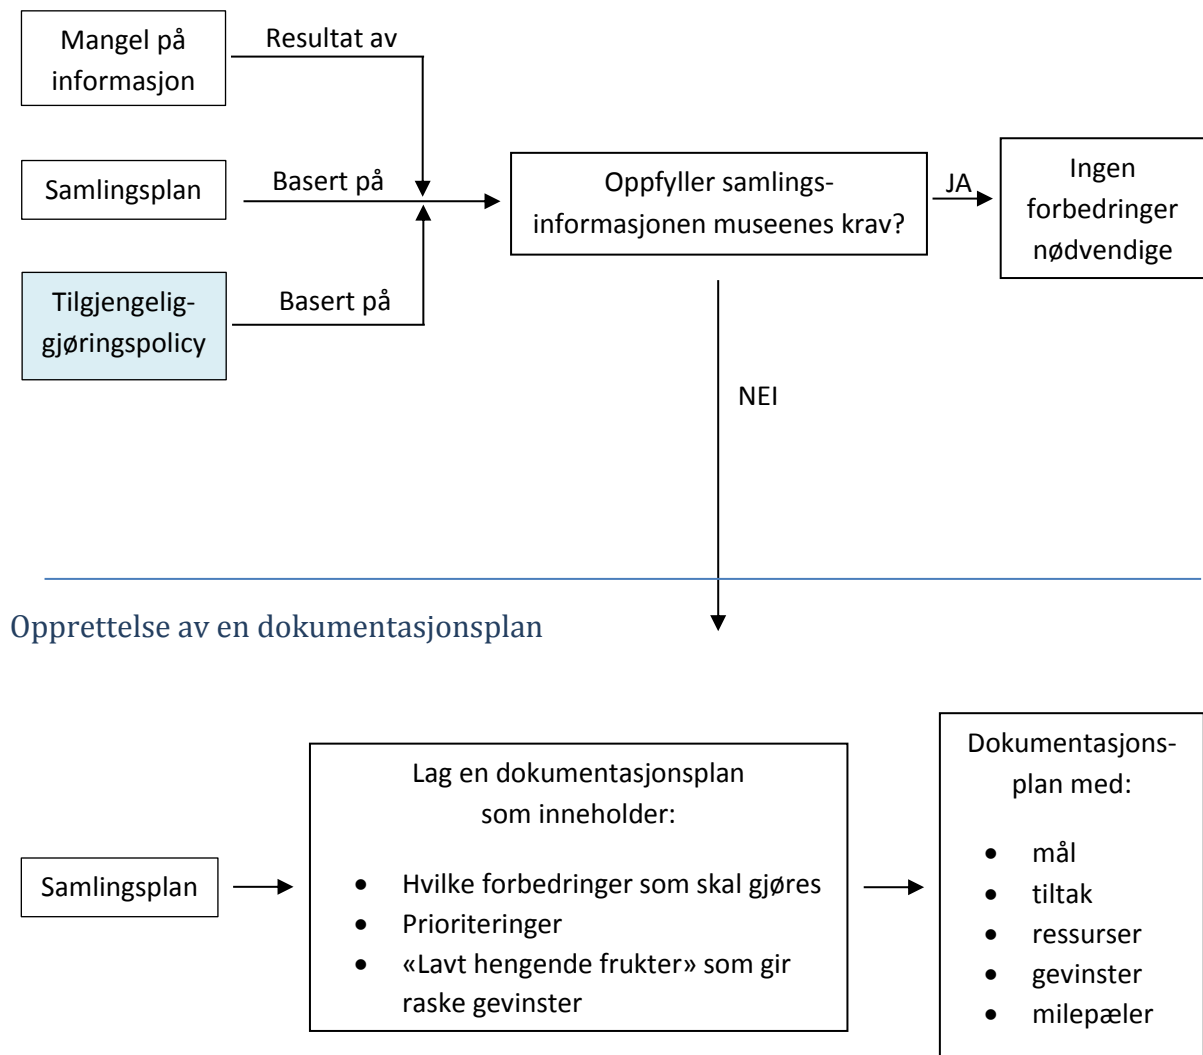 Mangel på
informasjon
Resultat av
Samlingsplan
Basert på
Oppfyller samlings-
informasjonen museenes krav?
JA
Ingen
forbedringer
nødvendige
Tilgjengelig-
gjøringspolicy
Basert på
NEI
Opprettelse av en dokumentasjonsplan
Samlingsplan
Lag en dokumentasjonsplan
som inneholder:
• Hvilke forbedringer som skal gjøres
• Prioriteringer
• «Lavt hengende frukter» som gir
raske gevinster
Dokumentasjons-
plan med:
• mål
• tiltak
• ressurser
• gevinster
• milepæler